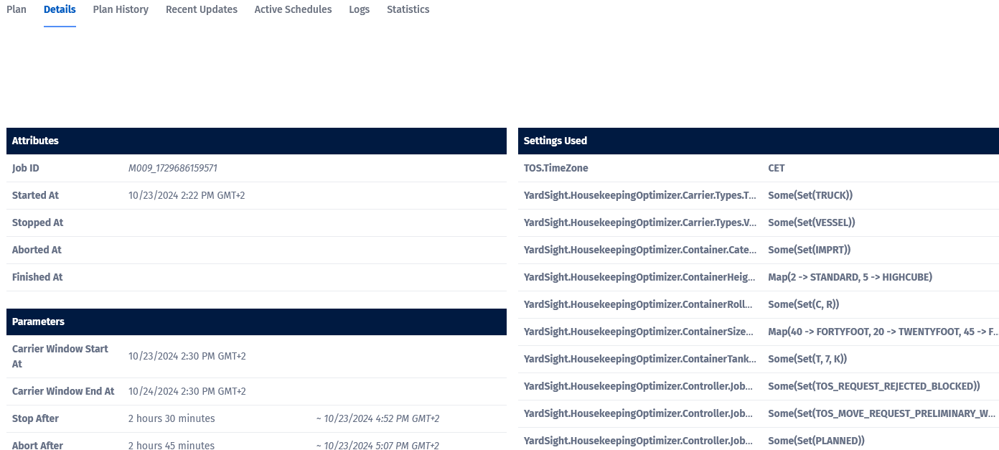 Plan Details Plan History Recent Updates Active Schedules Logs Statistics
Attributes
Job ID M009_1729686159571
Started At 10/23/2024 2:22 PM GMT+2
Stopped At
Aborted At
Finished At
Parameters
Carrier Window Start
At 10/23/2024 2:30 PM GMT+2
Carrier Window End At 10/24/2024 2:30 PM GMT+2
Stop After 2 hours 30 minutes ~ 10/23/2024 4:52 PM GMT+2
Abort After 2 hours 45 minutes ~ 10/23/2024 5:07 PM GMT+2
Settings Used
TOS.TimeZone CET
YardSight.HousekeepingOptimizer.Carrier.Types.T... Some(Set(TRUCK))
YardSight.HousekeepingOptimizer.Carrier.Types.V... Some(Set(VESSEL))
YardSight.HousekeepingOptimizer.Container.Cate... Some(Set(IMPRT))
YardSight.HousekeepingOptimizer.ContainerHeig... Map(2 -> STANDARD, 5 -> HIGHCUBE)
YardSight.HousekeepingOptimizer.ContainerRoll... Some(Set(C, R))
YardSight.HousekeepingOptimizer.ContainerSize... Map(40 -> FORTYFOOT, 20 -> TWENTYFOOT, 45 -> F...
YardSight.HousekeepingOptimizer.ContainerTank... Some(Set(T, 7, K))
YardSight.HousekeepingOptimizer.Controller.Job... Some(Set(TOS_REQUEST_REJECTED_BLOCKED))
YardSight.HousekeepingOptimizer.Controller.Job... Some(Set(TOS_MOVE_REQUEST_PRELIMINARY_W...
YardSight.HousekeepingOptimizer.Controller.Job... Some(Set(PLANNED))